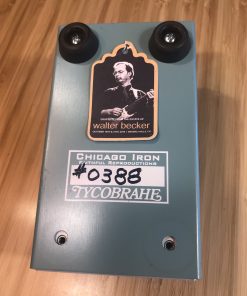 walter becker
CHICAGO IRON
FAITHFUL REPRODUCTIONS
#0388
TYCOBRAHE